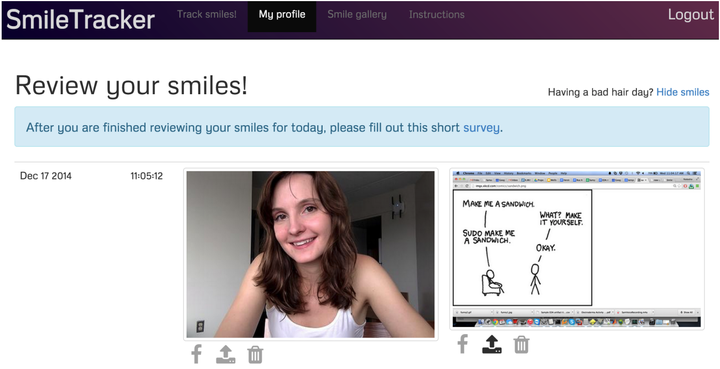 SmileTracker
Track smiles!
My profile
Smile gallery
Instructions
Logout
Review your smiles!
Having a bad hair day? Hide smiles
After you are finished reviewing your smiles for today, please fill out this short survey.
Dec 17 2014
11:05:12
MAKE ME A SANDWICH.
WHAT? MAKE
IT YOURSELF.
SUDO MAKE ME
A SANDWICH.
OKAY.